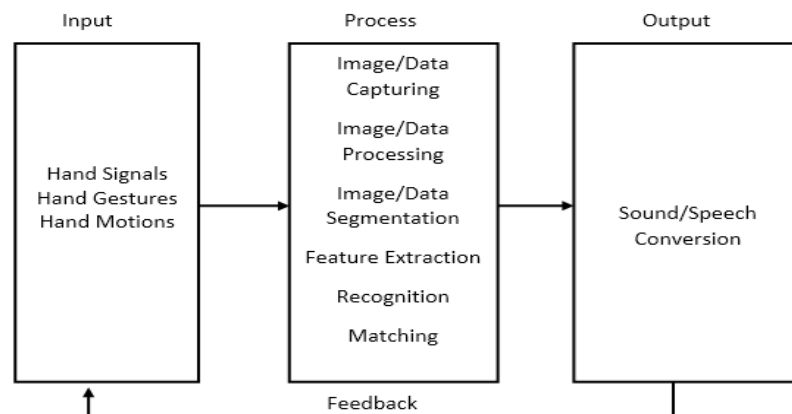 Input
Process
Output
Hand Signals
Hand Gestures
Hand Motions
Image/Data
Capturing
Image/Data
Processing
Image/Data
Segmentation
Feature Extraction
Recognition
Matching
Sound/Speech
Conversion
Feedback